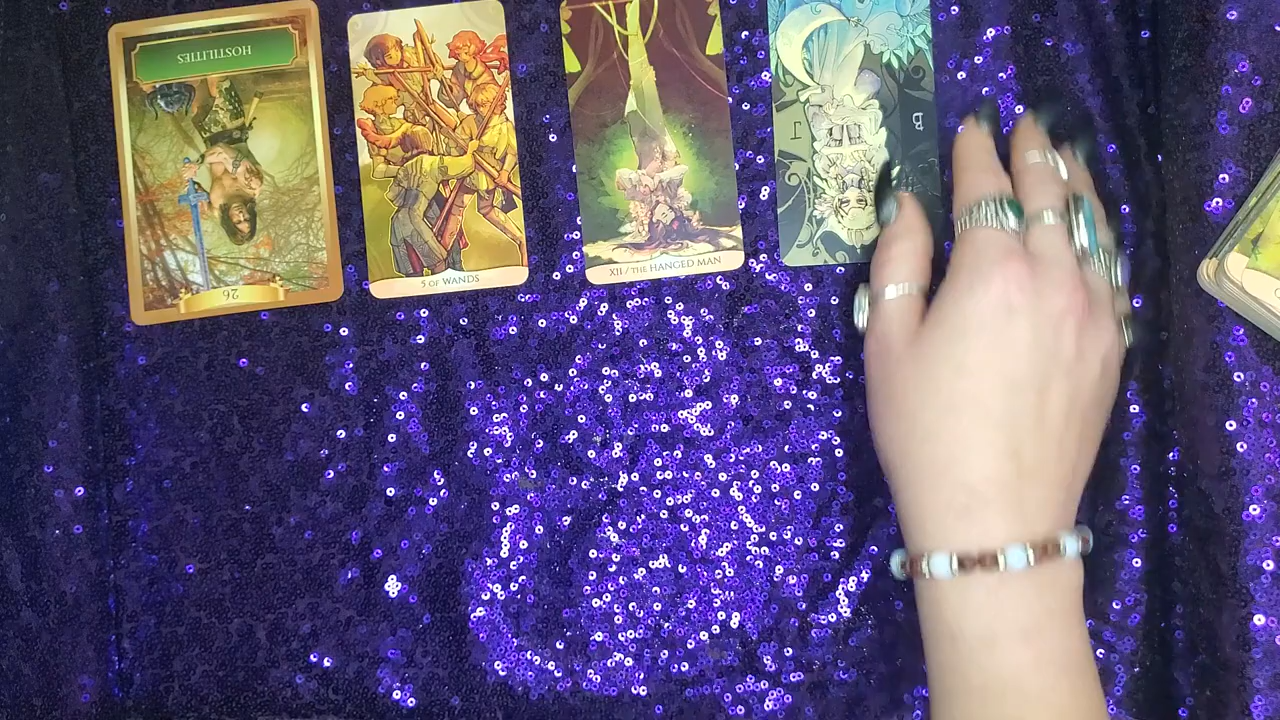 HOSTILITIES
26
5 OF WANDS
XII / THE HANGED MAN
B
J